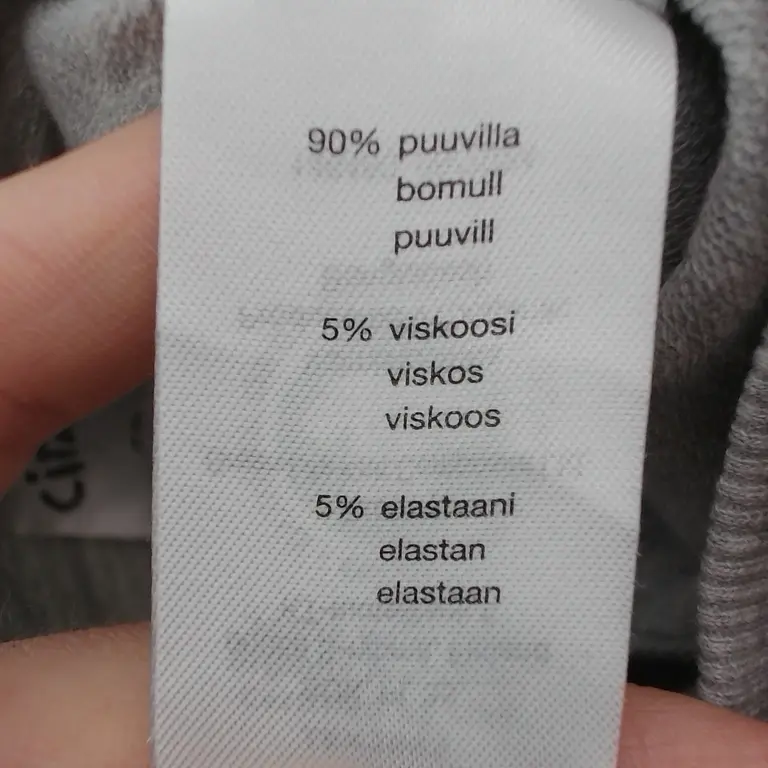 90% puuvilla
bomull
puuvill
5% viskoosi
viskos
viskoos
5% elastaani
elastan
elastaan